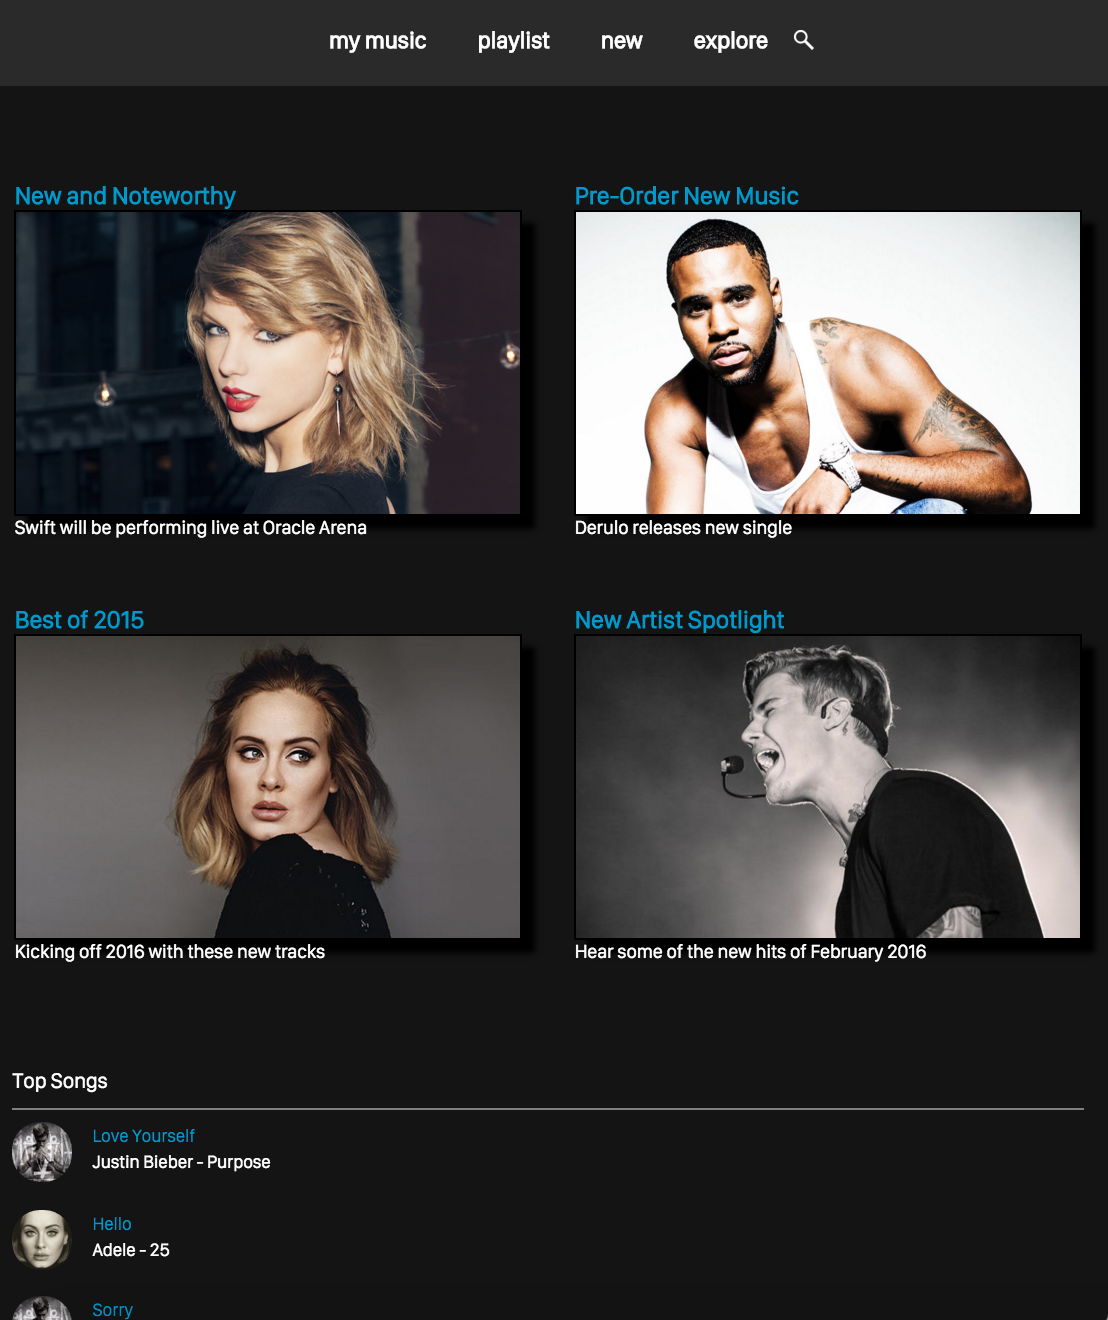 my music playlist new explore
New and Noteworthy
Pre-Order New Music
Swift will be performing live at Oracle Arena
Derulo releases new single
Best of 2015
New Artist Spotlight
Kicking off 2016 with these new tracks
Hear some of the new hits of February 2016
Top Songs
Love Yourself
Justin Bieber - Purpose
Hello
Adele - 25
Sorry